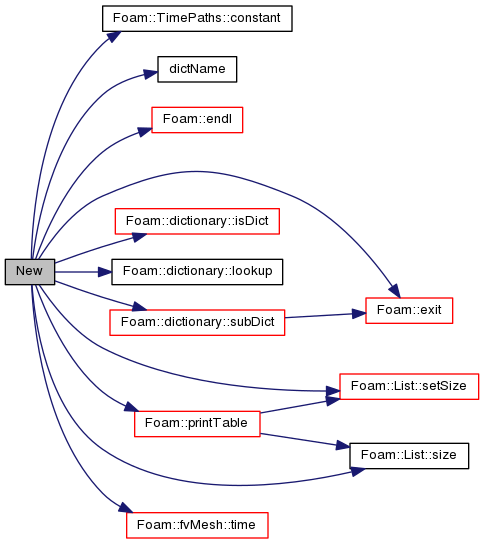 Foam::TimePaths::constant
dictName
Foam::endl
Foam::dictionary::isDict
New
Foam::dictionary::lookup
Foam::dictionary::subDict
Foam::exit
Foam::List::setSize
Foam::printTable
Foam::List::size
Foam::fvMesh::time